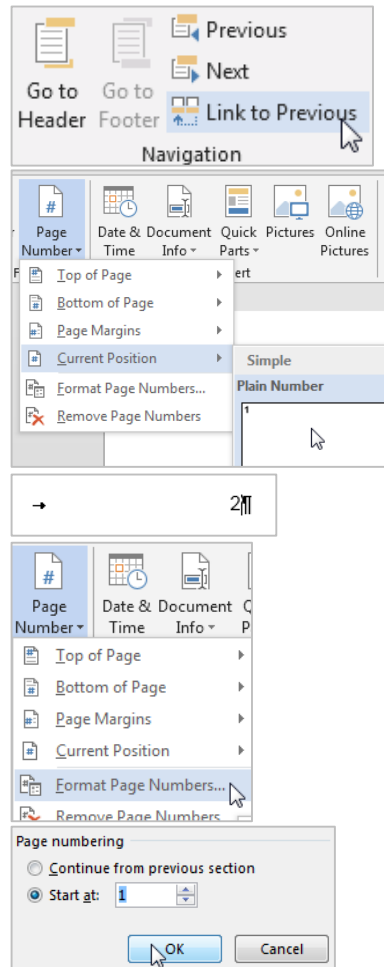 Previous
Next
Go to Header
Go to Footer
Link to Previous
Navigation
#
Page Number
Date & Time
Document Info
Quick Parts
Pictures
Online Pictures
F
ert
Top of Page
Bottom of Page
Page Margins
Current Position
Format Page Numbers...
Remove Page Numbers
Simple
Plain Number
1
→ 2¶
#
Page Number
Date & Time
Document Info
Q
P
Top of Page
Bottom of Page
Page Margins
Current Position
Format Page Numbers...
Remove Page Numbers
Page numbering
Continue from previous section
Start at: 1
OK Cancel